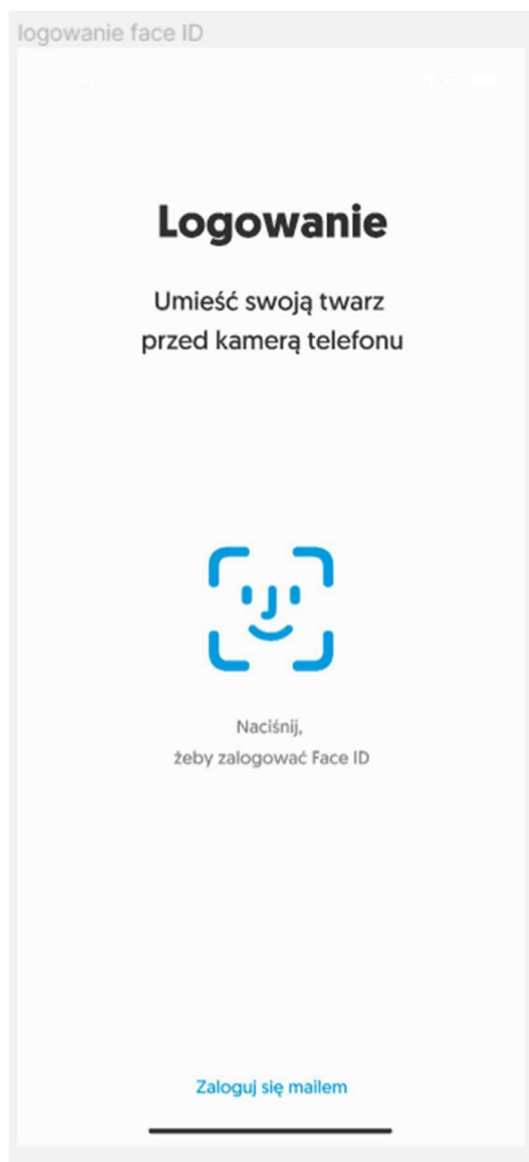 logowanie face ID
Logowanie
Umieść swoją twarz
przed kamerą telefonu
Naciśnij,
żeby zalogować Face ID
Zaloguj się mailem